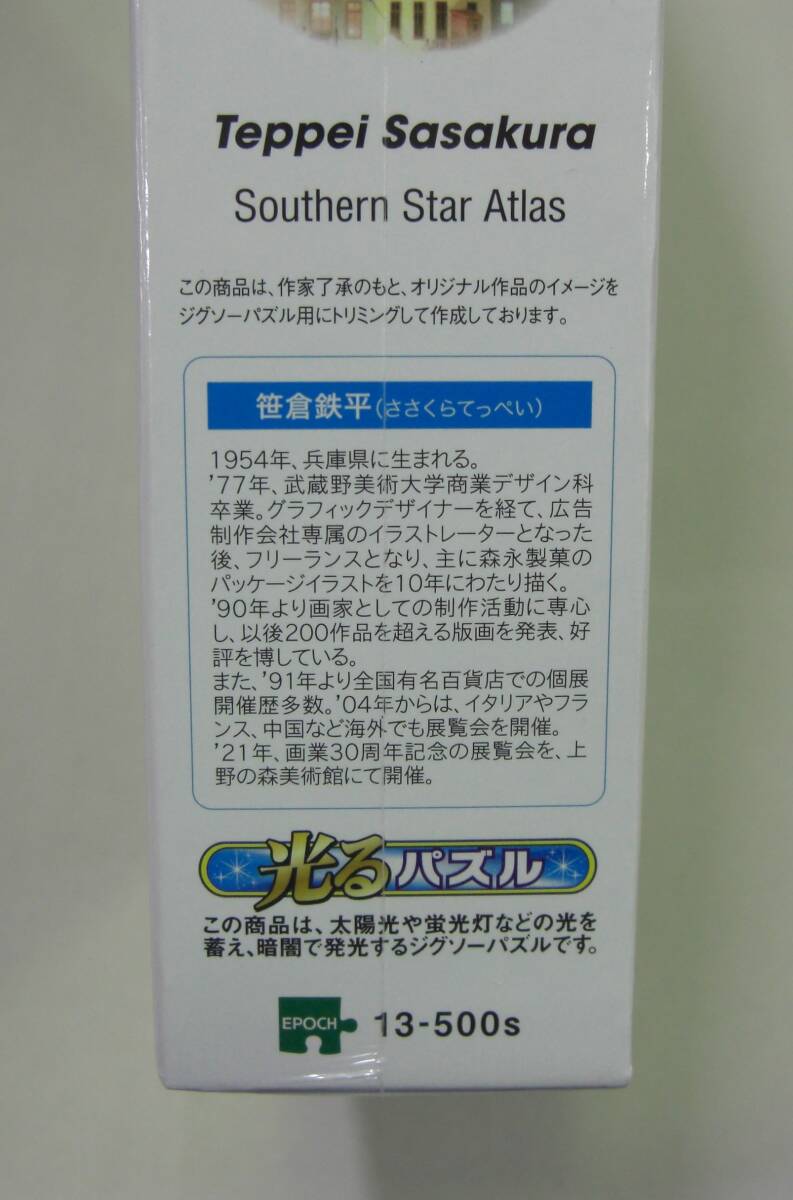 Teppei Sasakura
Southern Star Atlas
この商品は、作家了承のもと、オリジナル作品のイメージを
ジグソーパズル用にトリミングして作成しております。
笹倉鉄平(ささくらてっぺい)
1954年、兵庫県に生まれる。
'77年、武蔵野美術大学商業デザイン科
卒業。グラフィックデザイナーを経て、広告
制作会社専属のイラストレーターとなった
後、フリーランスとなり、主に森永製菓の
パッケージイラストを10年にわたり描く。
'90年より画家としての制作活動に専心
し、以後200作品を超える版画を発表、好
評を博している。
また、'91年より全国有名百貨店での個展
開催歴多数。'04年からは、イタリアやフラ
ンス、中国など海外でも展覧会を開催。
'21年、画業30周年記念の展覧会を、上
野の森美術館にて開催。
光るパズル
この商品は、太陽光や蛍光灯などの光を
蓄え、暗闇で発光するジグソーパズルです。
EPOCH 13-500s